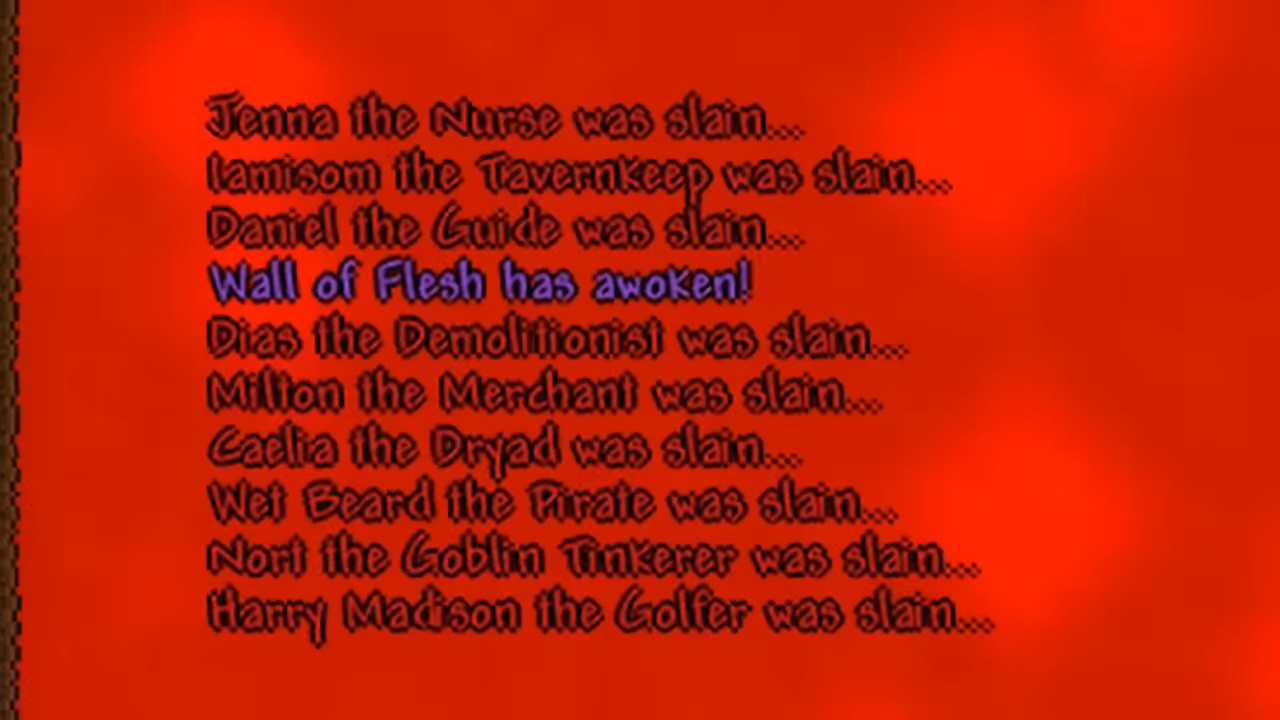 Jenna the Nurse was slain...
Iamisom the Tavernkeep was slain...
Daniel the Guide was slain...
Wall of Flesh has awoken!
Dias the Demolitionist was slain...
Milton the Merchant was slain...
Caelia the Dryad was slain...
Wet Beard the Pirate was slain...
Nort the Goblin Tinkerer was slain...
Harry Madison the Golfer was slain...